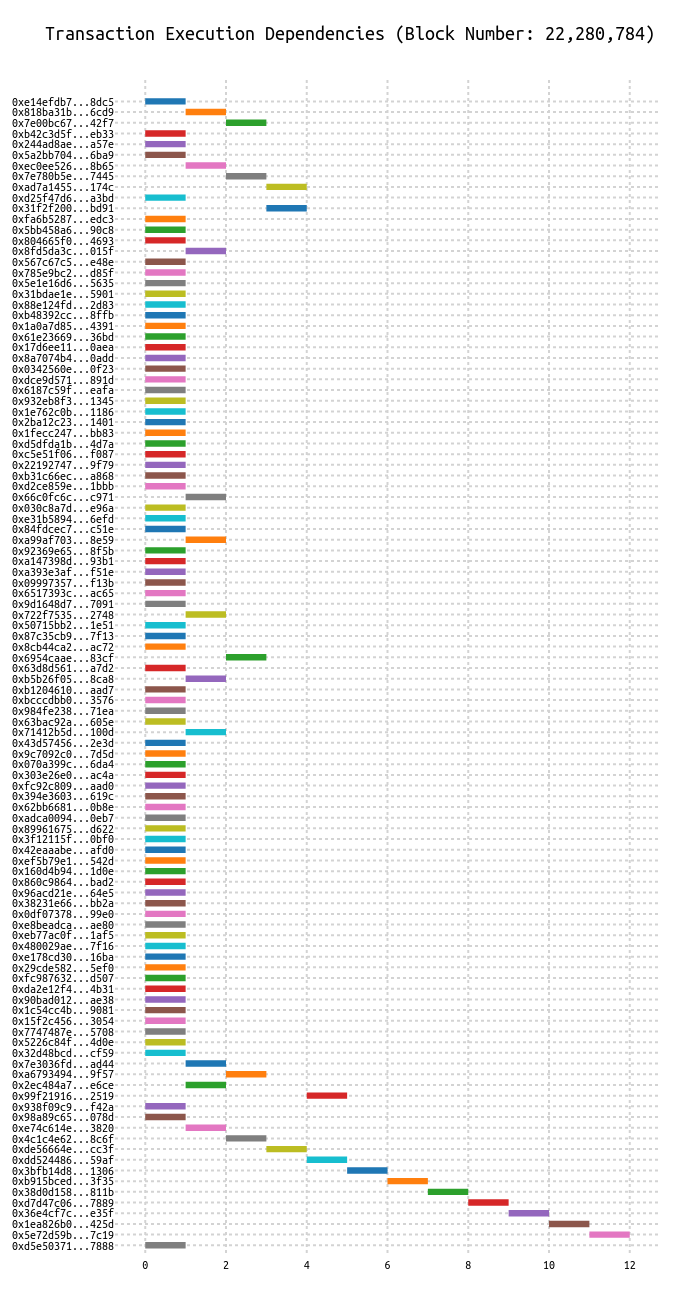 Transaction Execution Dependencies (Block Number: 22,280,784)
0xe14efdb7...8dc5
0x818ba31b...6cd9
0x7e00bc67...42f7
0xb42c3d5f...eb33
0x244ad8ae...a57e
0x5a2bb704...6ba9
0xec0ee526...8b65
0x7e780b5e...7445
0xad7a1455...174c
0xd25f47d6...a3bd
0x31f2f200...bd91
0xfa6b5287...edc3
0x5bb458a6...90c8
0x804665f0...4693
0x8fd5da3c...015f
0x567c67c5...e48e
0x785e9bc2...d85f
0x5e1e16d6...5635
0x31bdae1e...5901
0x88e124fd...2d83
0xb48392cc...8ffb
0x1a0a7d85...4391
0x61e23669...36bd
0x17d6ee11...0aea
0x8a7074b4...0add
0x0342560e...0f23
0xdce9d571...891d
0x6187c59f...eafa
0x932eb8f3...1345
0x1e762c0b...1186
0x2ba12c23...1401
0x1fecc247...bb83
0xd5dfda1b...4d7a
0xc5e51f06...f087
0x22192747...9f79
0xb31c66ec...a868
0xd2ce859e...1bbb
0x66c0fc6c...c971
0x030c8a7d...e96a
0xe31b5894...6efd
0x84fdcec7...c51e
0xa99af703...8e59
0x92369e65...8f5b
0xa147398d...93b1
0xa393e3af...f51e
0x09997357...f13b
0x6517393c...ac65
0x9d1648d7...7091
0x722f7535...2748
0x50715bb2...1e51
0x87c35cb9...7f13
0x8cb44ca2...ac72
0x6954caae...83cf
0x63d8d561...a7d2
0xb5b26f05...8ca8
0xb1204610...aad7
0xbcccdbb0...3576
0x984fe238...71ea
0x63bac92a...605e
0x71412b5d...100d
0x43d57456...2e3d
0x9c7092c0...7d5d
0x070a399c...6da4
0x303e26e0...ac4a
0xfc92c809...aad0
0x394e3603...619c
0x62bb6681...0b8e
0xadca0094...0eb7
0x89961675...d622
0x3f12115f...0bf0
0x42eaaabe...afd0
0xef5b79e1...542d
0x160d4b94...1d0e
0x860c9864...bad2
0x96acd21e...64e5
0x38231e66...bb2a
0x0df07378...99e0
0xe8beadca...ae80
0xeb77ac0f...1af5
0x480029ae...7f16
0xe178cd30...16ba
0x29cde582...5ef0
0xfc987632...d507
0xda2e12f4...4b31
0x90bad012...ae38
0x1c54cc4b...9081
0x15f2c456...3054
0x7747487e...5708
0x5226c84f...4d0e
0x32d48bcd...cf59
0x7e3036fd...ad44
0xa6793494...9f57
0x2ec484a7...e6ce
0x99f21916...2519
0x938f09c9...f42a
0x98a89c65...078d
0xe74c614e...3820
0x4c1c4e62...8c6f
0xde56664e...cc3f
0xdd524486...59af
0x3bfb14d8...1306
0xb915bced...3f35
0x38d0d158...811b
0xd7d47c06...7889
0x36e4cf7c...e35f
0x1ea826b0...425d
0x5e72d59b...7c19
0xd5e50371...7888
0 2 4 6 8 10 12